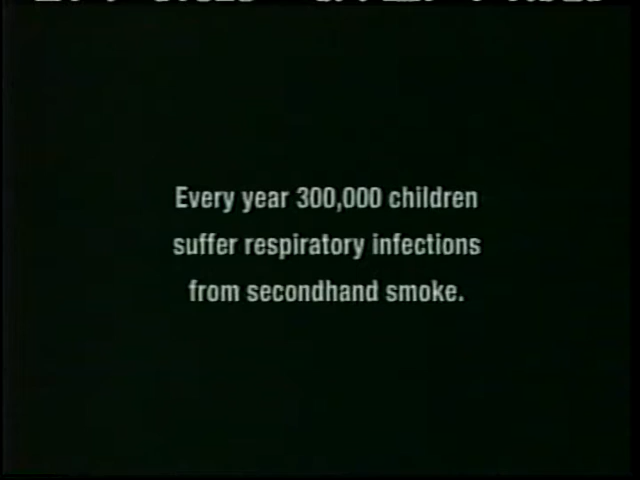 Every year 300,000 children
suffer respiratory infections
from secondhand smoke.